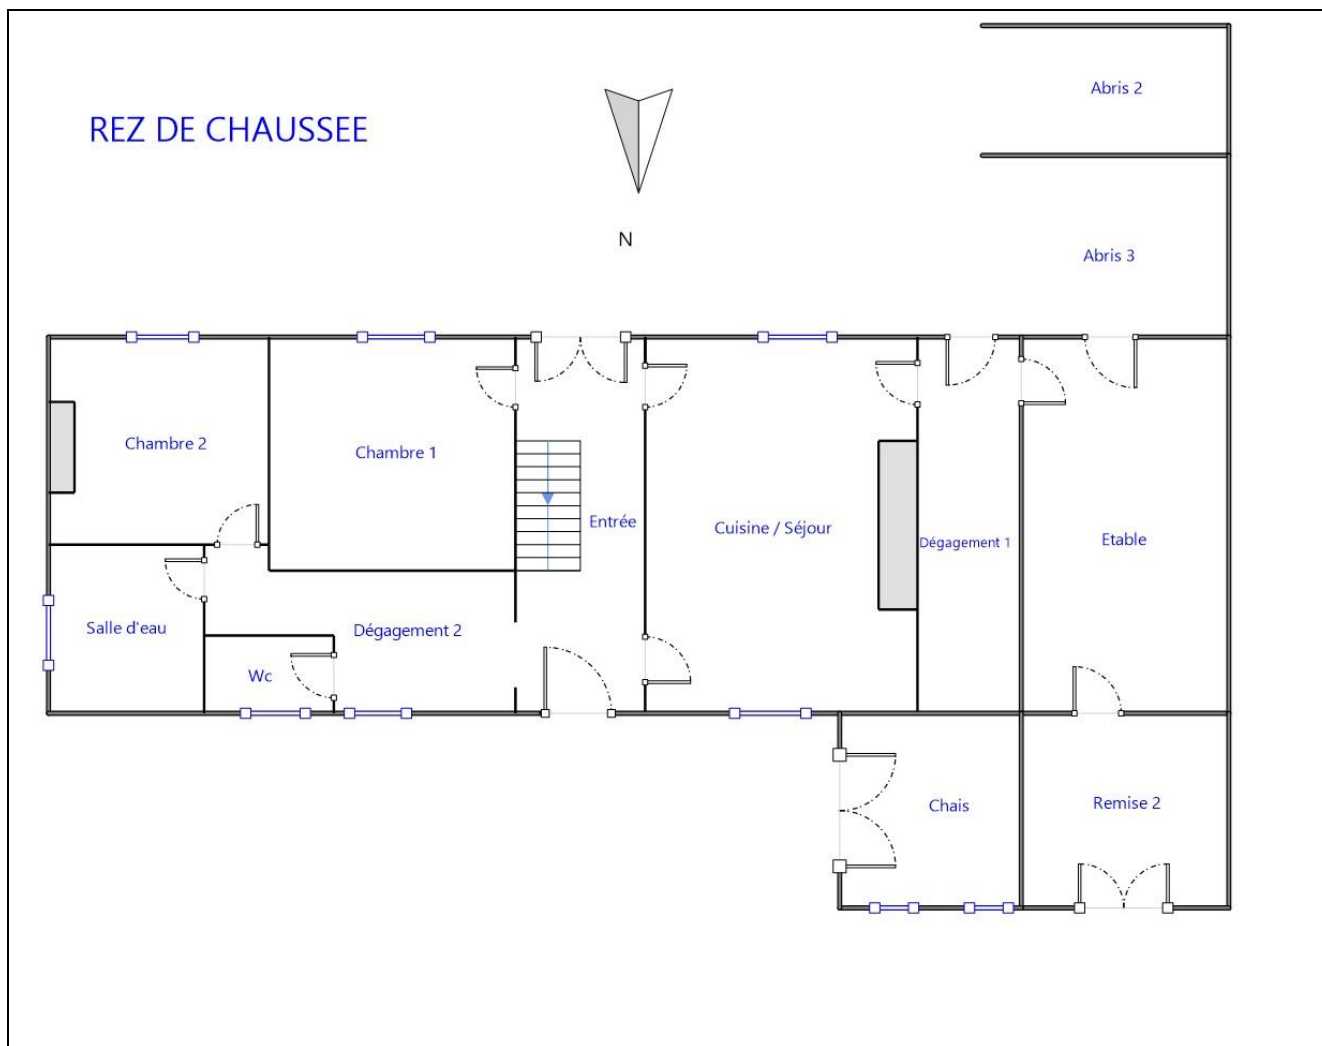 Abris 2
REZ DE CHAUSSEE
N
Abris 3
Chambre 2
Chambre 1
Entrée
Cuisine / Séjour
Dégagement 1
Etable
Salle d'eau
Dégagement 2
Wc
Chais
Remise 2